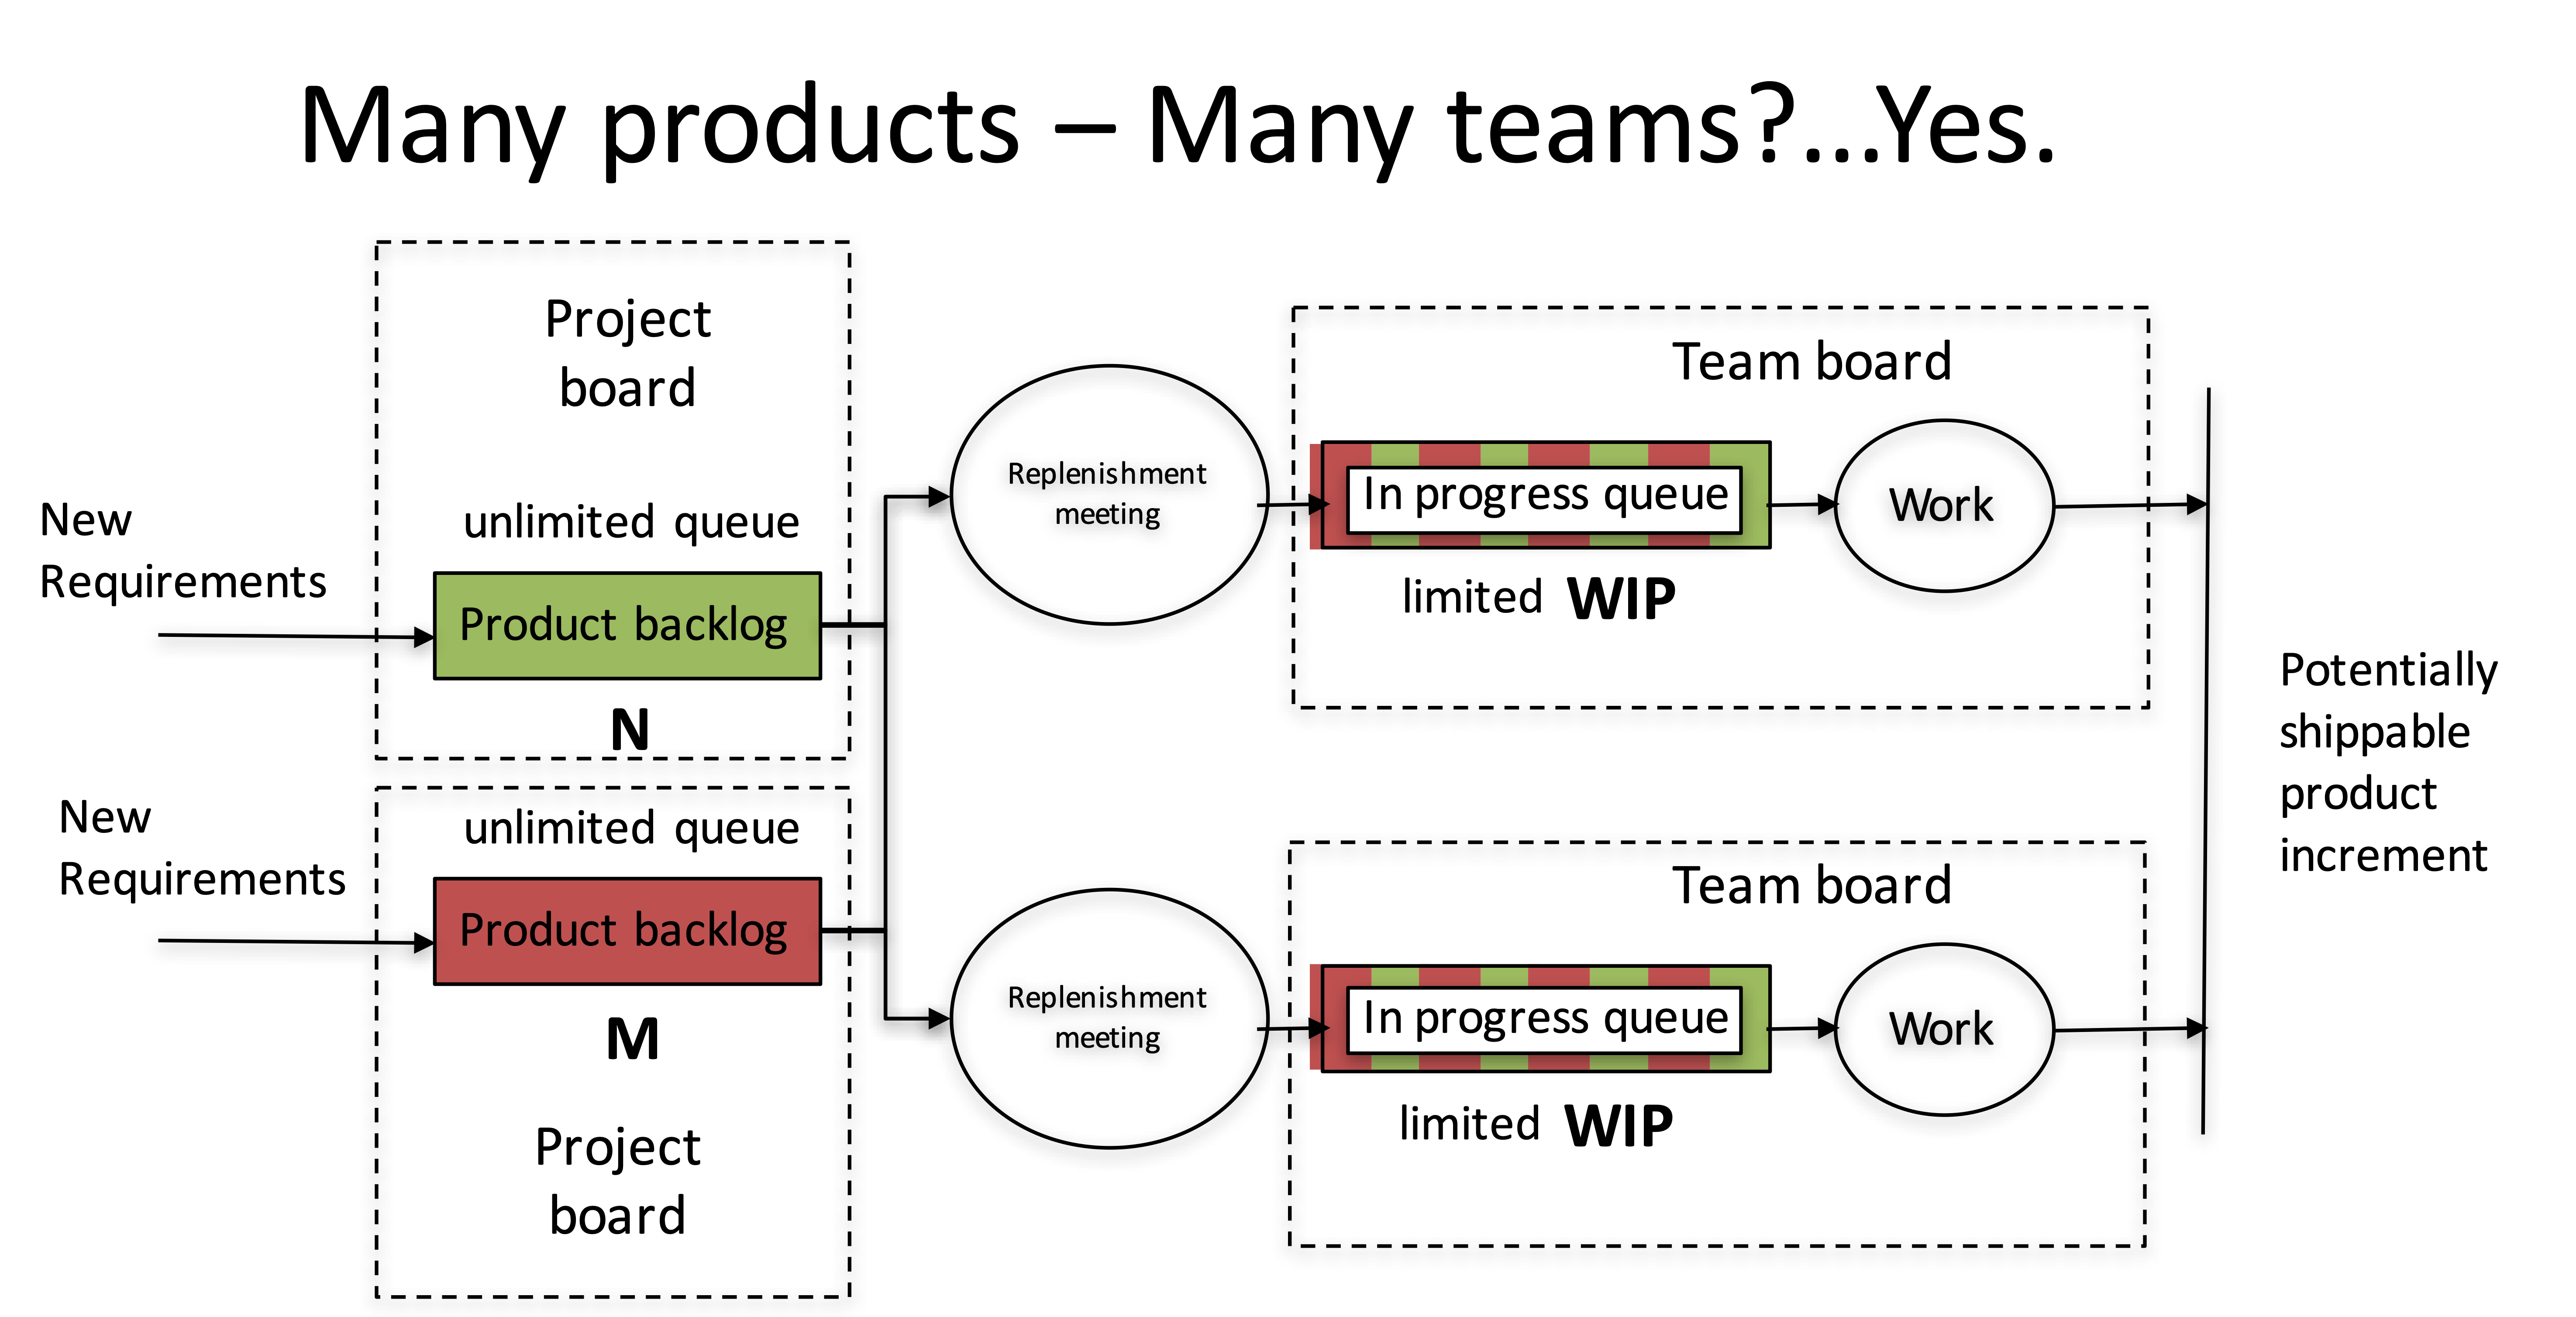 Many products – Many teams?...Yes.
Project
board
New
Requirements
unlimited queue
Product backlog
N
New
Requirements
unlimited queue
Product backlog
M
Project
board
Replenishment
meeting
Team board
In progress queue
Work
limited WIP
Replenishment
meeting
Team board
In progress queue
Work
limited WIP
Potentially
shippable
product
increment